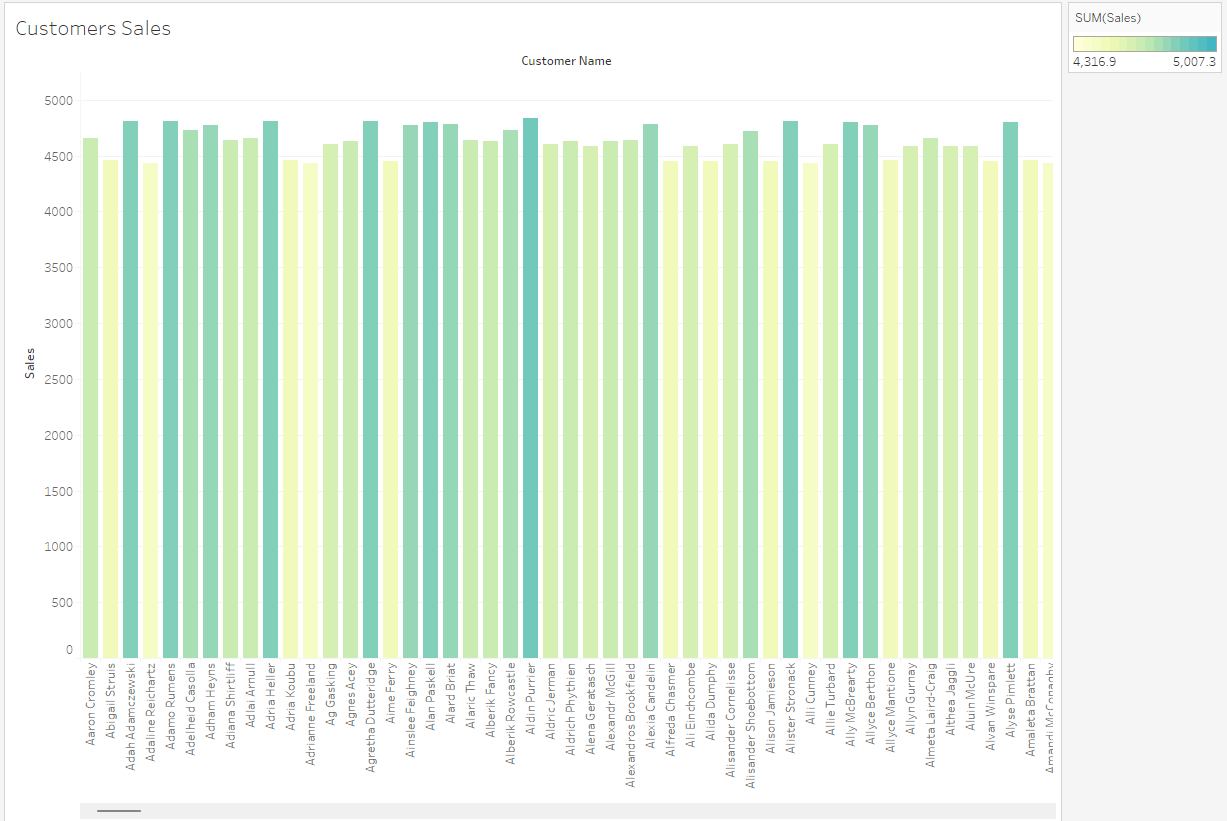 Customers Sales
SUM(Sales)
4,316.9 5,007.3
Customer Name
Sales
5000
4500
4000
3500
3000
2500
2000
1500
1000
500
0
Aaron Cromley
Abigail Struis
Adah Adamczewski
Adaline Reichartz
Adamo Rumens
Adelheid Casolla
Adham Heyns
Adiana Shirtliff
Adlai Arnull
Adria Heller
Adria Koubu
Adrianne Freeland
Ag Gasking
Agnes Acey
Agretha Dutteridge
Aime Ferry
Ainslee Feighney
Alan Paskell
Alard Briat
Alaric Thaw
Alberik Fancy
Alberik Rowcastle
Aldin Purrier
Aldric Jerman
Aldrich Phythien
Alena Geratasch
Alexandr McGill
Alexandros Brookfield
Alexia Candelin
Alfreda Chasmer
Ali Eindchcombe
Alida Dumphy
Alisander Cornelisse
Alisander Shoebottom
Alison Jamieson
Alister Stronack
Alli Cunney
Allie Turbard
Ally McBrearty
Allyce Berthon
Allyce Mantione
Allyn Gurnay
Almeta Laird-Craig
Althea Jaggli
Aluin McUre
Alvan Winspare
Alyse Pimlett
Amaleta Brattan
Amandi McConaghy